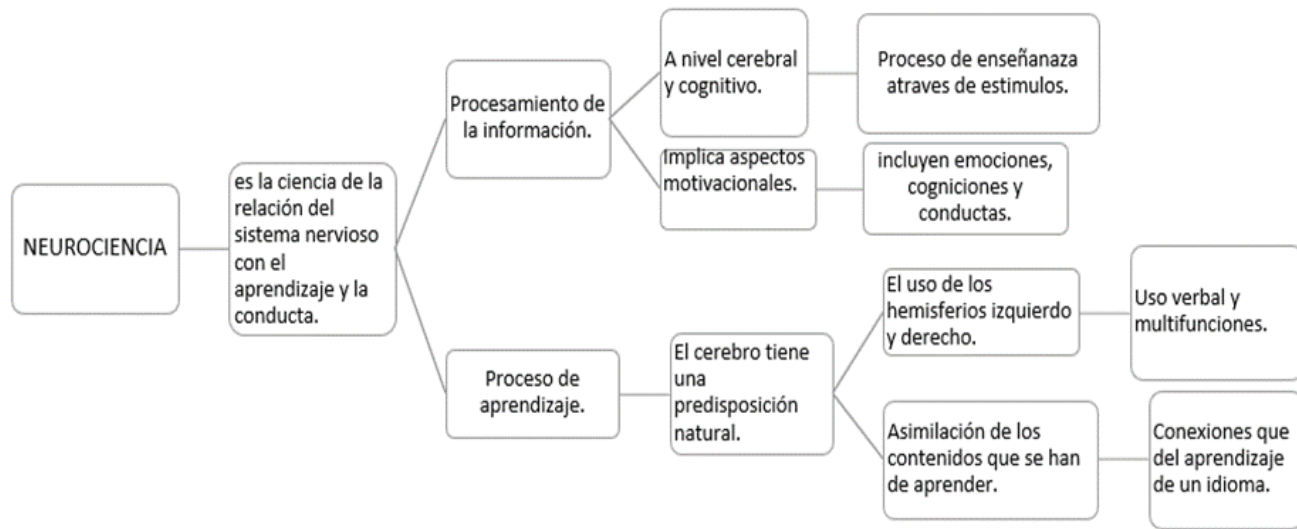 NEUROCIENCIA
es la ciencia de la
relación del
sistema nervioso
con el
aprendizaje y la
conducta.
Procesamiento de
la información.
A nivel cerebral
y cognitivo.
Proceso de enseñanaza
atraves de estimulos.
Implica aspectos
motivacionales.
incluyen emociones,
cogniciones y
conductas.
Proceso de
aprendizaje.
El cerebro tiene
una
predisposición
natural.
El uso de los
hemisferios izquierdo
y derecho.
Uso verbal y
multifunciones.
Asimilación de los
contenidos que se han
de aprender.
Conexiones que
del aprendizaje
de un idioma.